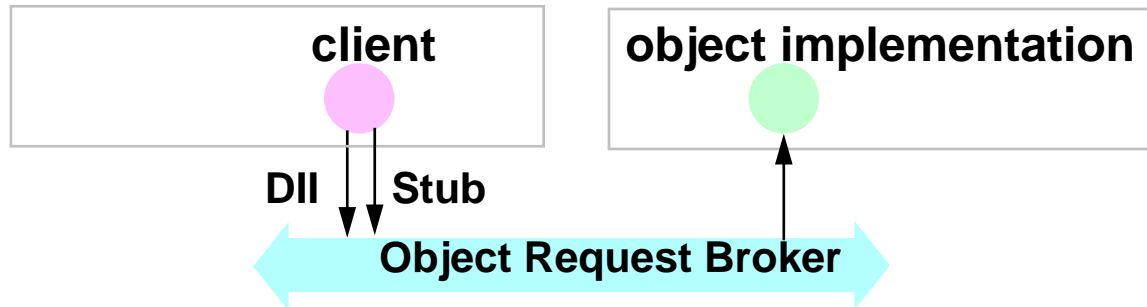 client
object implementation
DII
Stub
Object Request Broker